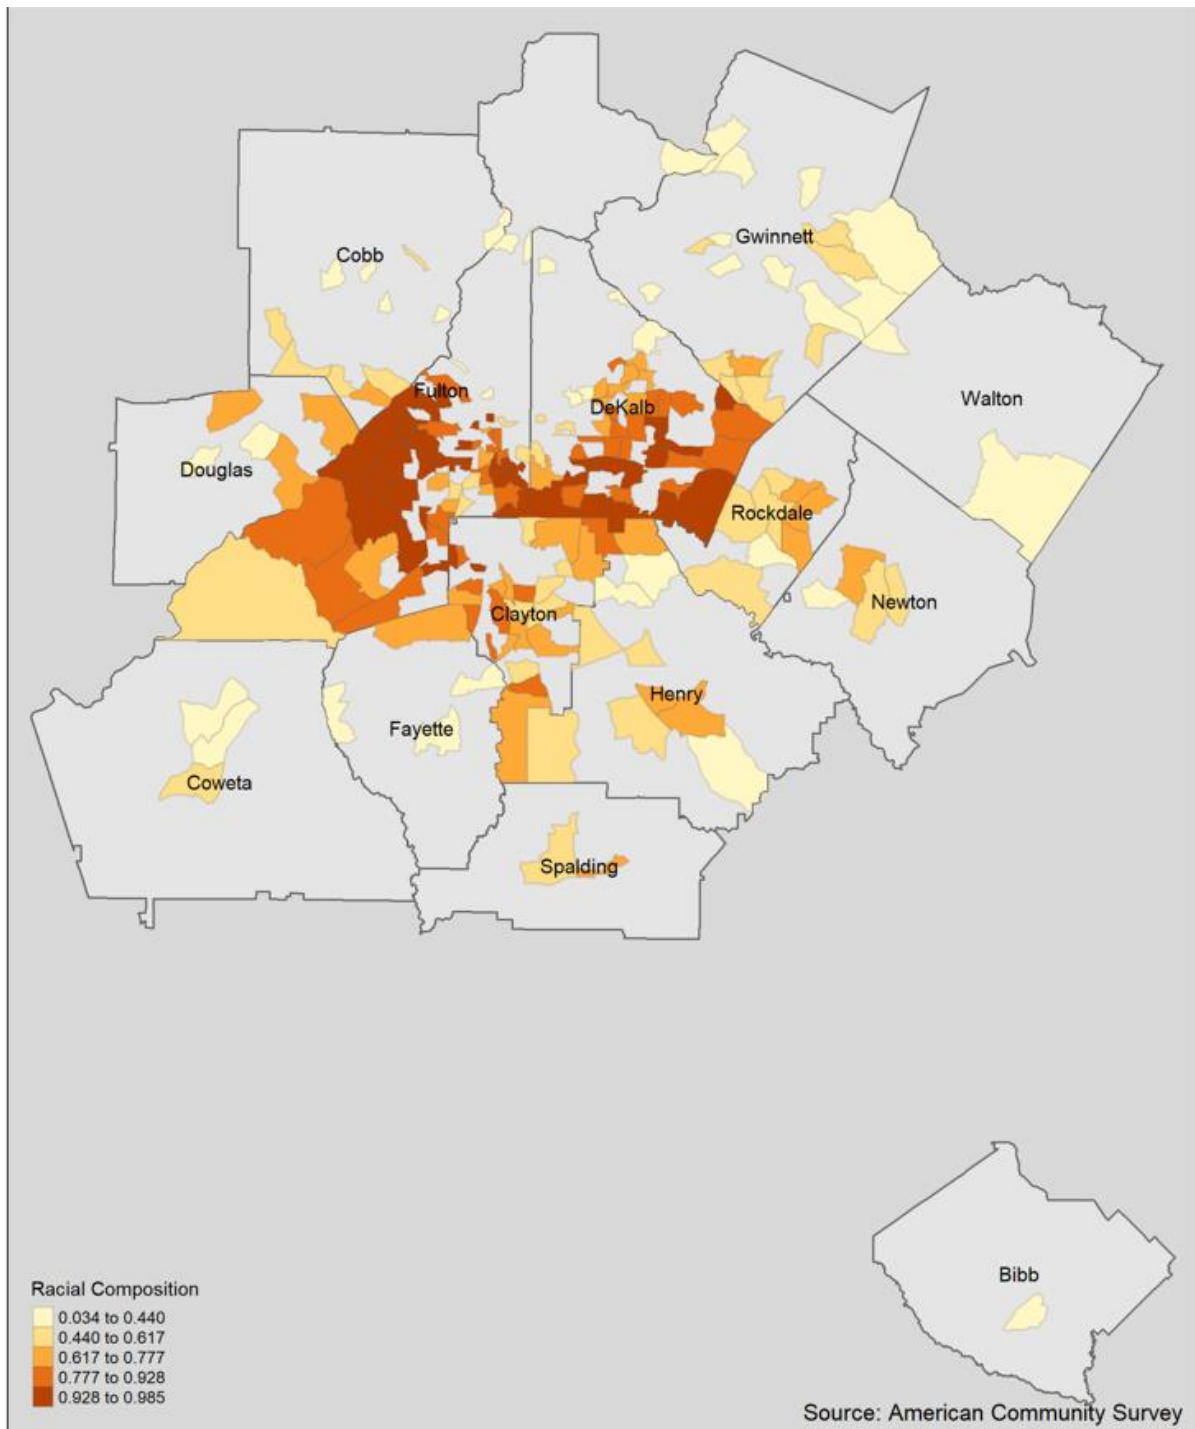 Cobb
Gwinnett
Fulton
DeKalb
Walton
Douglas
Rockdale
Newton
Clayton
Henry
Fayette
Coweta
Spalding
Bibb
Racial Composition
0.034 to 0.440
0.440 to 0.617
0.617 to 0.777
0.777 to 0.928
0.928 to 0.985
Source: American Community Survey